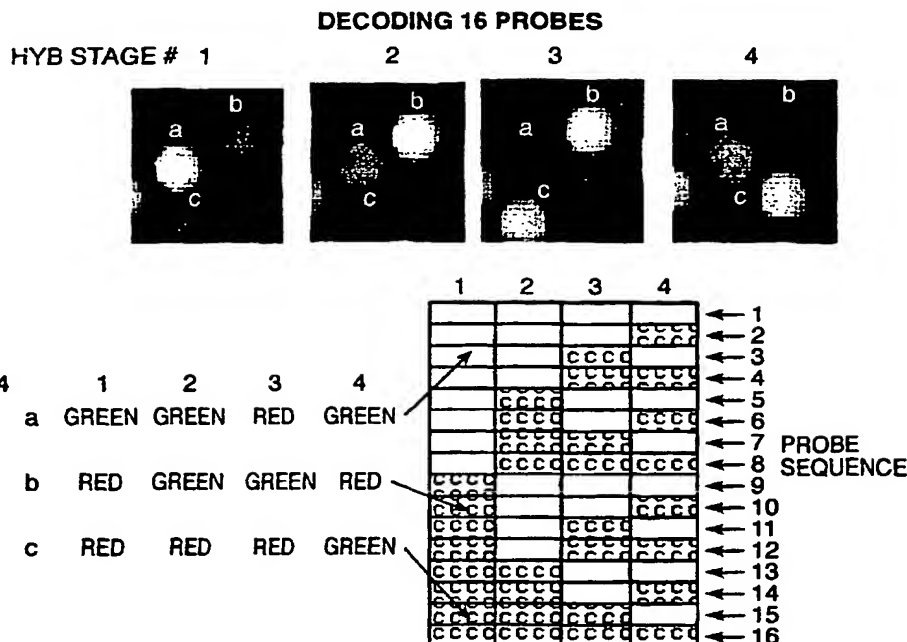 DECODING 16 PROBES
HYB STAGE # 1 2 3 4
a b c
a b c
a b c
a b c
1 2 3 4
1
2
3
4
5
6
7
8
9
10
11
12
13
14
15
16
PROBE
SEQUENCE
4 1 2 3 4
a GREEN GREEN RED GREEN
b RED GREEN GREEN RED
c RED RED RED GREEN